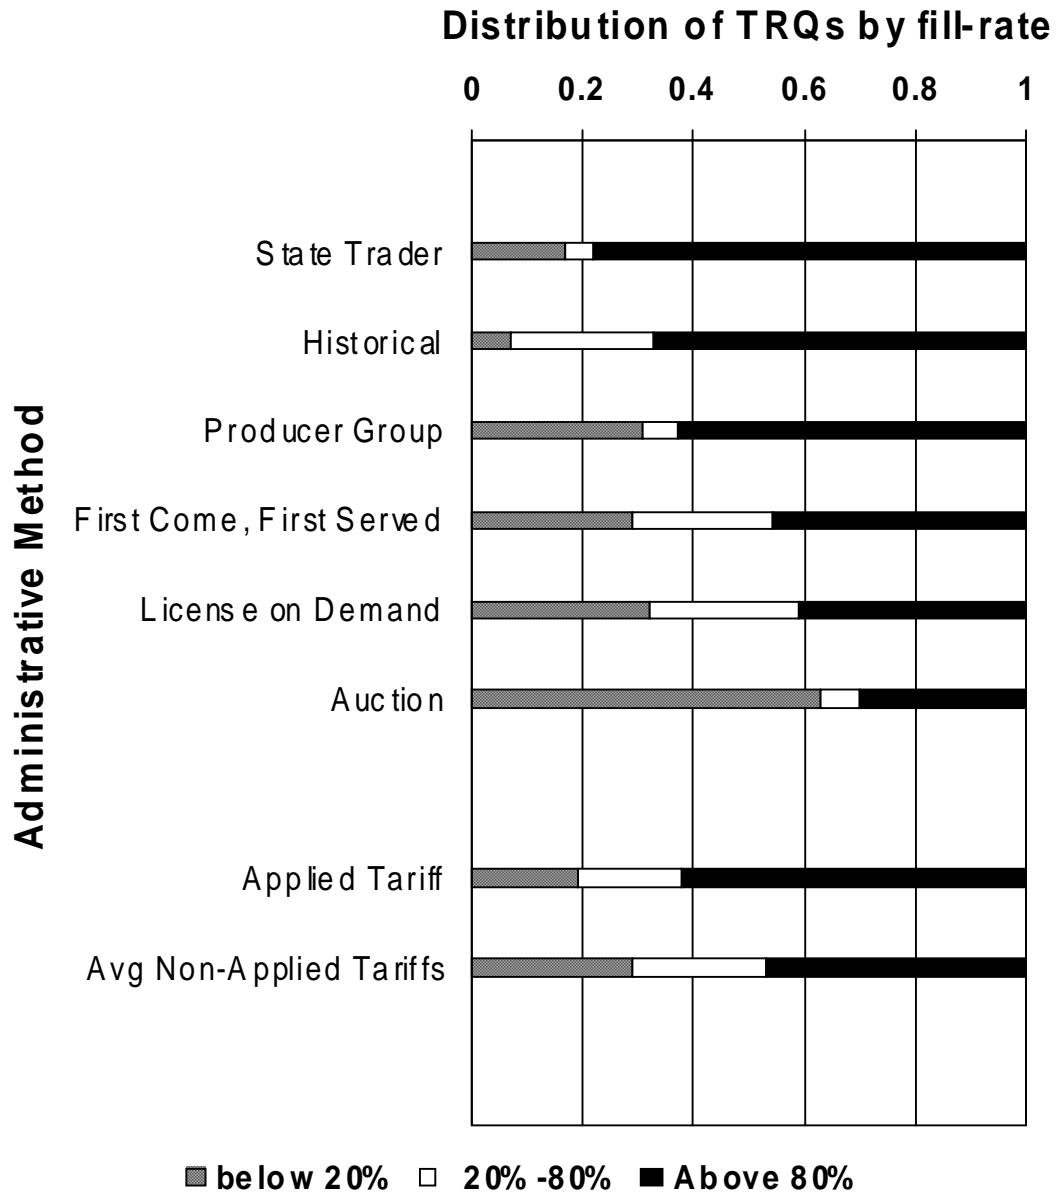 Distribution of TRQs by fill-rate
0 0.2 0.4 0.6 0.8 1
State Trader
Historical
Producer Group
First Come, First Served
License on Demand
Auction
Applied Tariff
Avg Non-Applied Tariffs
Administrative Method
below 20% 20% -80% Above 80%